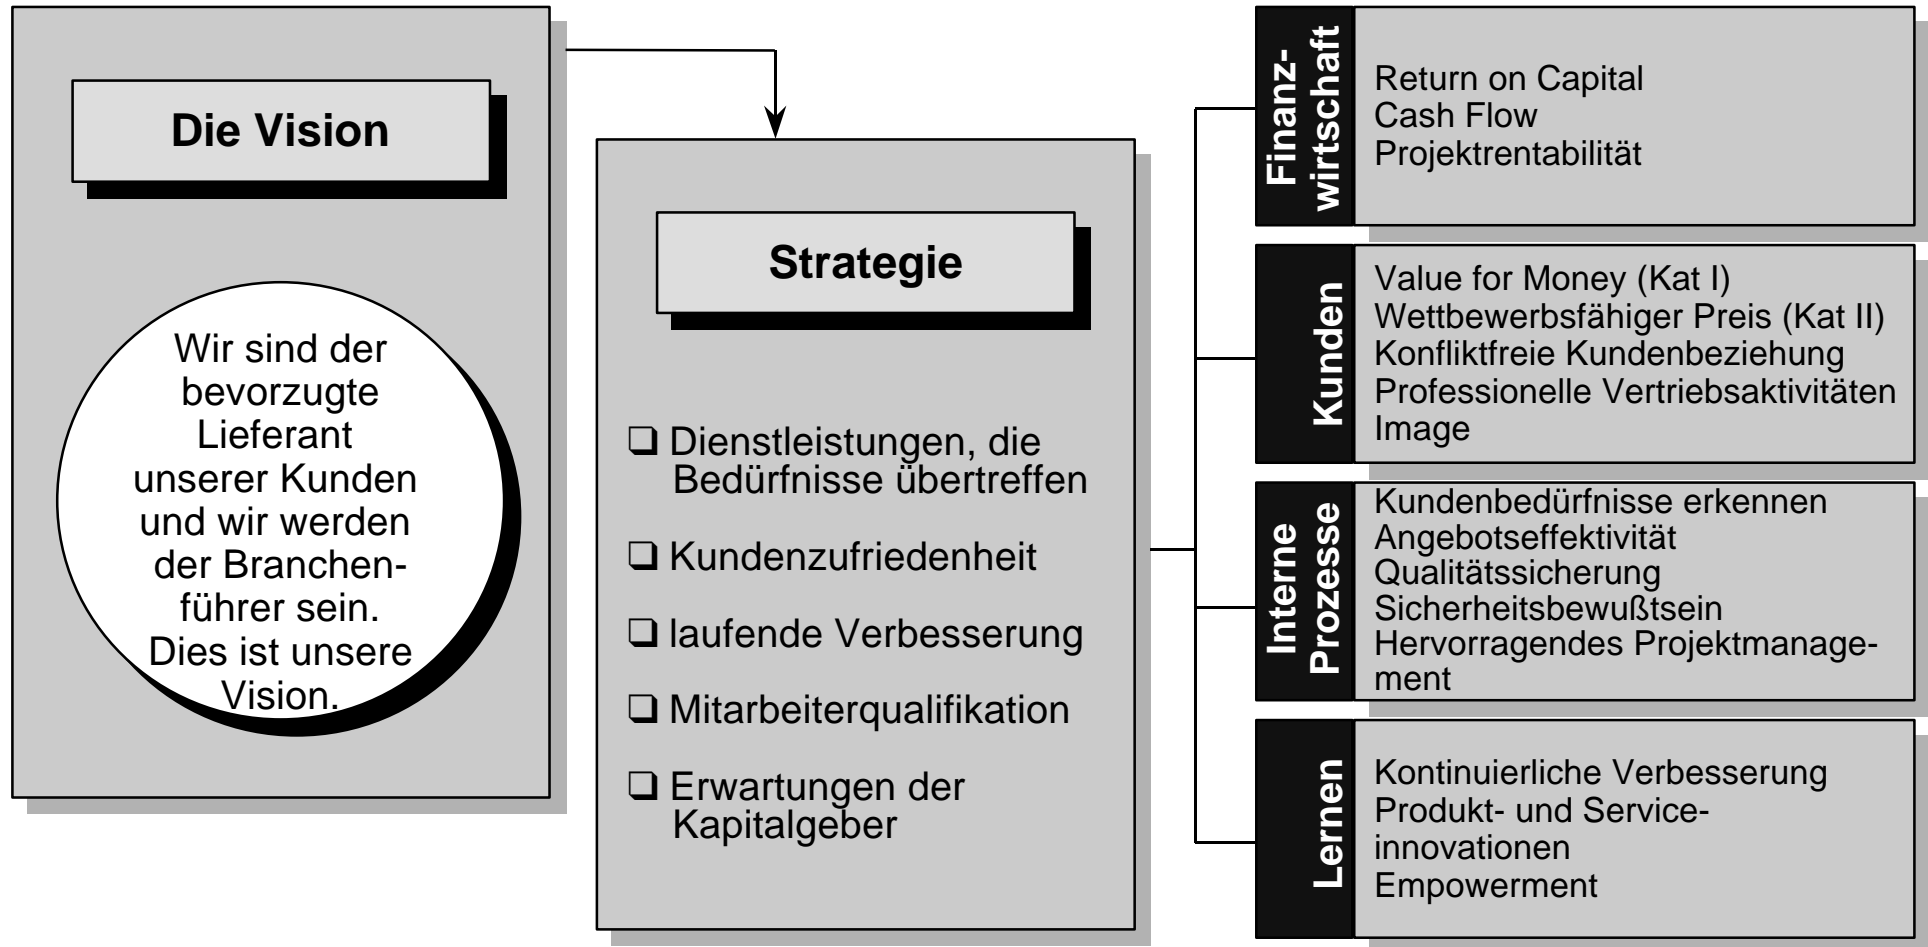 Die Vision
Wir sind der
bevorzugte
Lieferant
unserer Kunden
und wir werden
der Branchen-
führer sein.
Dies ist unsere
Vision.
Strategie
❏ Dienstleistungen, die
Bedürfnisse übertreffen
❏ Kundenzufriedenheit
❏ laufende Verbesserung
❏ Mitarbeiterqualifikation
❏ Erwartungen der
Kapitalgeber
Finanz-
wirtschaft
Return on Capital
Cash Flow
Projektrentabilität
Kunden
Value for Money (Kat I)
Wettbewerbsfähiger Preis (Kat II)
Konfliktfreie Kundenbeziehung
Professionelle Vertriebsaktivitäten
Image
Interne
Prozesse
Kundenbedürfnisse erkennen
Angebotseffektivität
Qualitätssicherung
Sicherheitsbewußtsein
Hervorragendes Projektmanage-
ment
Lernen
Kontinuierliche Verbesserung
Produkt- und Service-
innovationen
Empowerment